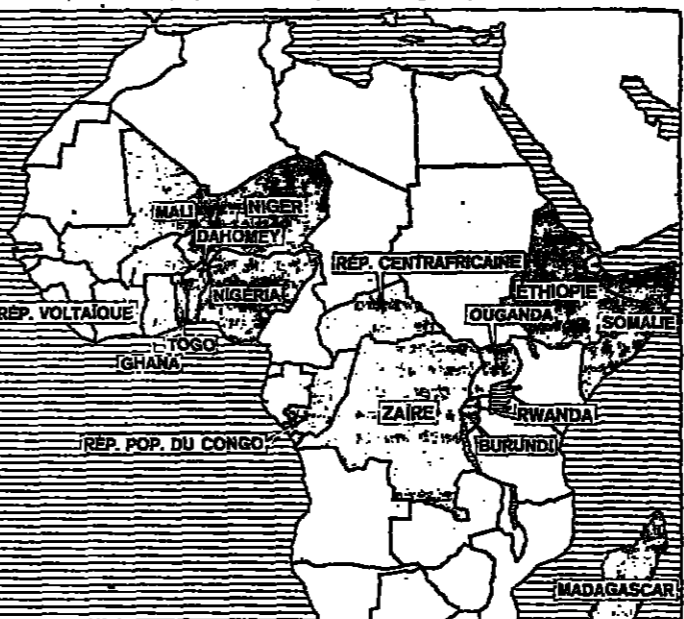 MALI
NIGER
DAHOMEY
RÉP. CENTRAFRICAINE
NIGÉRIA
ÉTHIOPIE
RÉP. VOLTAÏQUE
OUGANDA
SOMALIE
TOGO
GHANA
ZAÏRE
RWANDA
RÉP. POP. DU CONGO
BURUNDI
MADAGASCAR